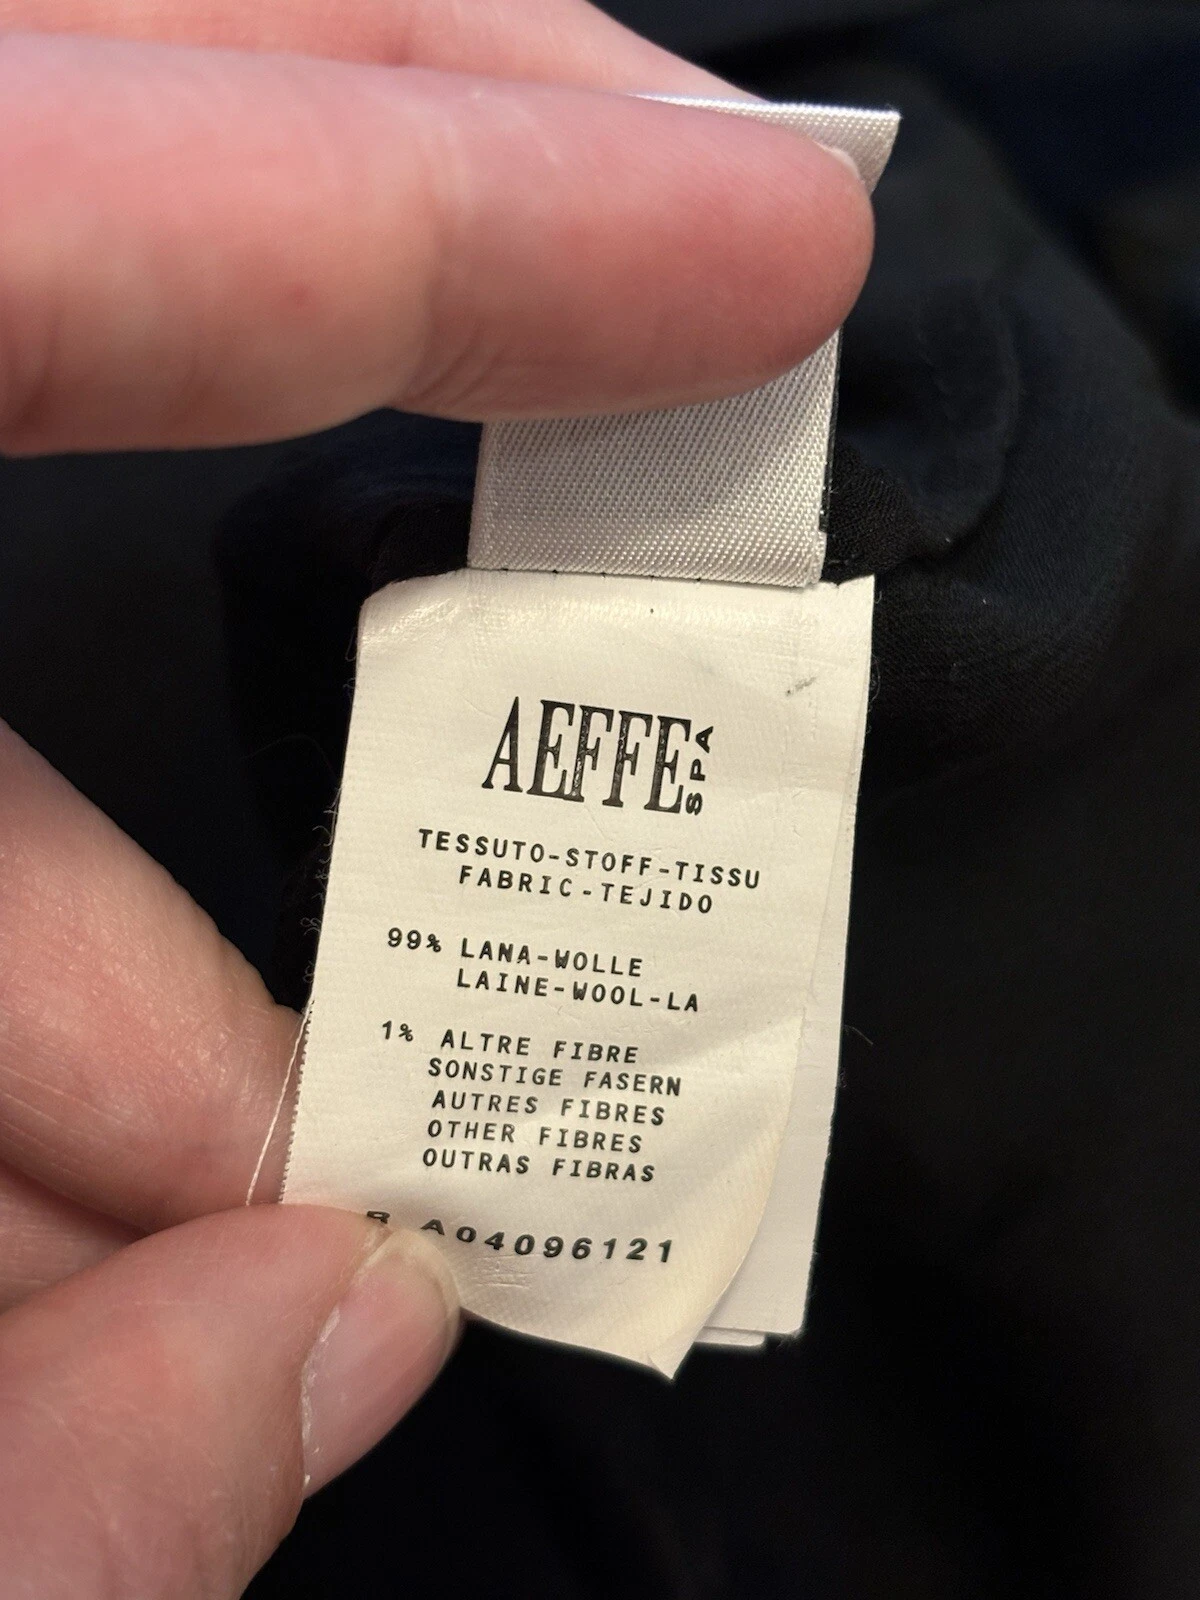 AEFFE SPA
TESSUTO-STOFF-TISSU
FABRIC-TEJIDO
99% LANA-WOLLE
LAINE-WOOL-LA
1% ALTRE FIBRE
SONSTIGE FASERN
AUTRES FIBRES
OTHER FIBRES
OUTRAS FIBRAS
A04096121